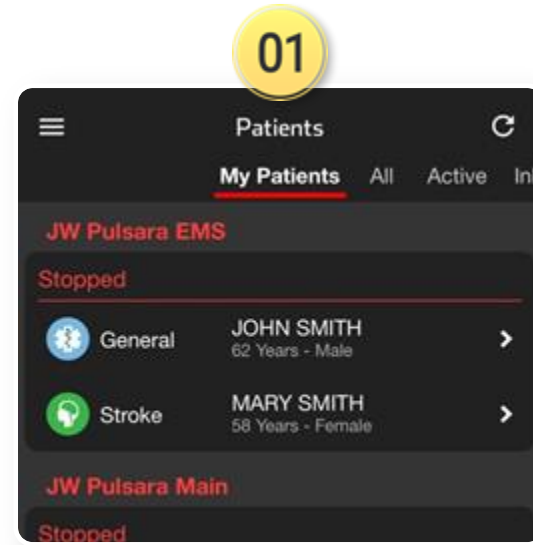 01
Patients
My Patients All Active In
JW Pulsara EMS
Stopped
General JOHN SMITH
62 Years - Male
Stroke MARY SMITH
58 Years - Female
JW Pulsara Main
Stopped